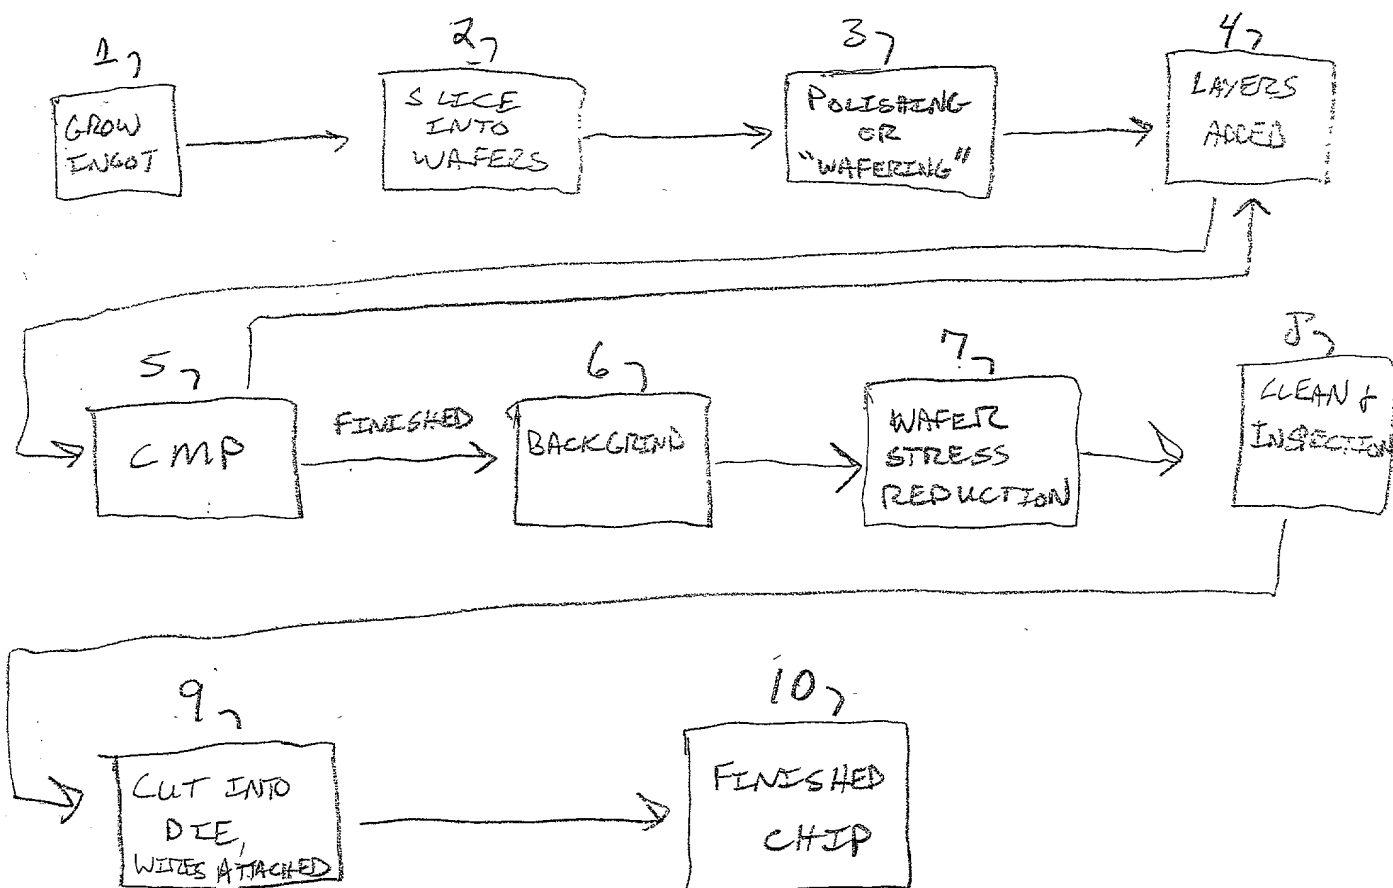 1
GROW
INGOT
2
SLICE
INTO
WAFERS
3
POLISHING
OR
"WAFERING"
4
LAYERS
ADDED
5
CMP
FINISHED
6
BACKGRIND
7
WAFER
STRESS
REDUCTION
8
CLEAN &
INSPECTION
9
CUT INTO
DIE,
WIRES ATTACHED
10
FINISHED
CHIP